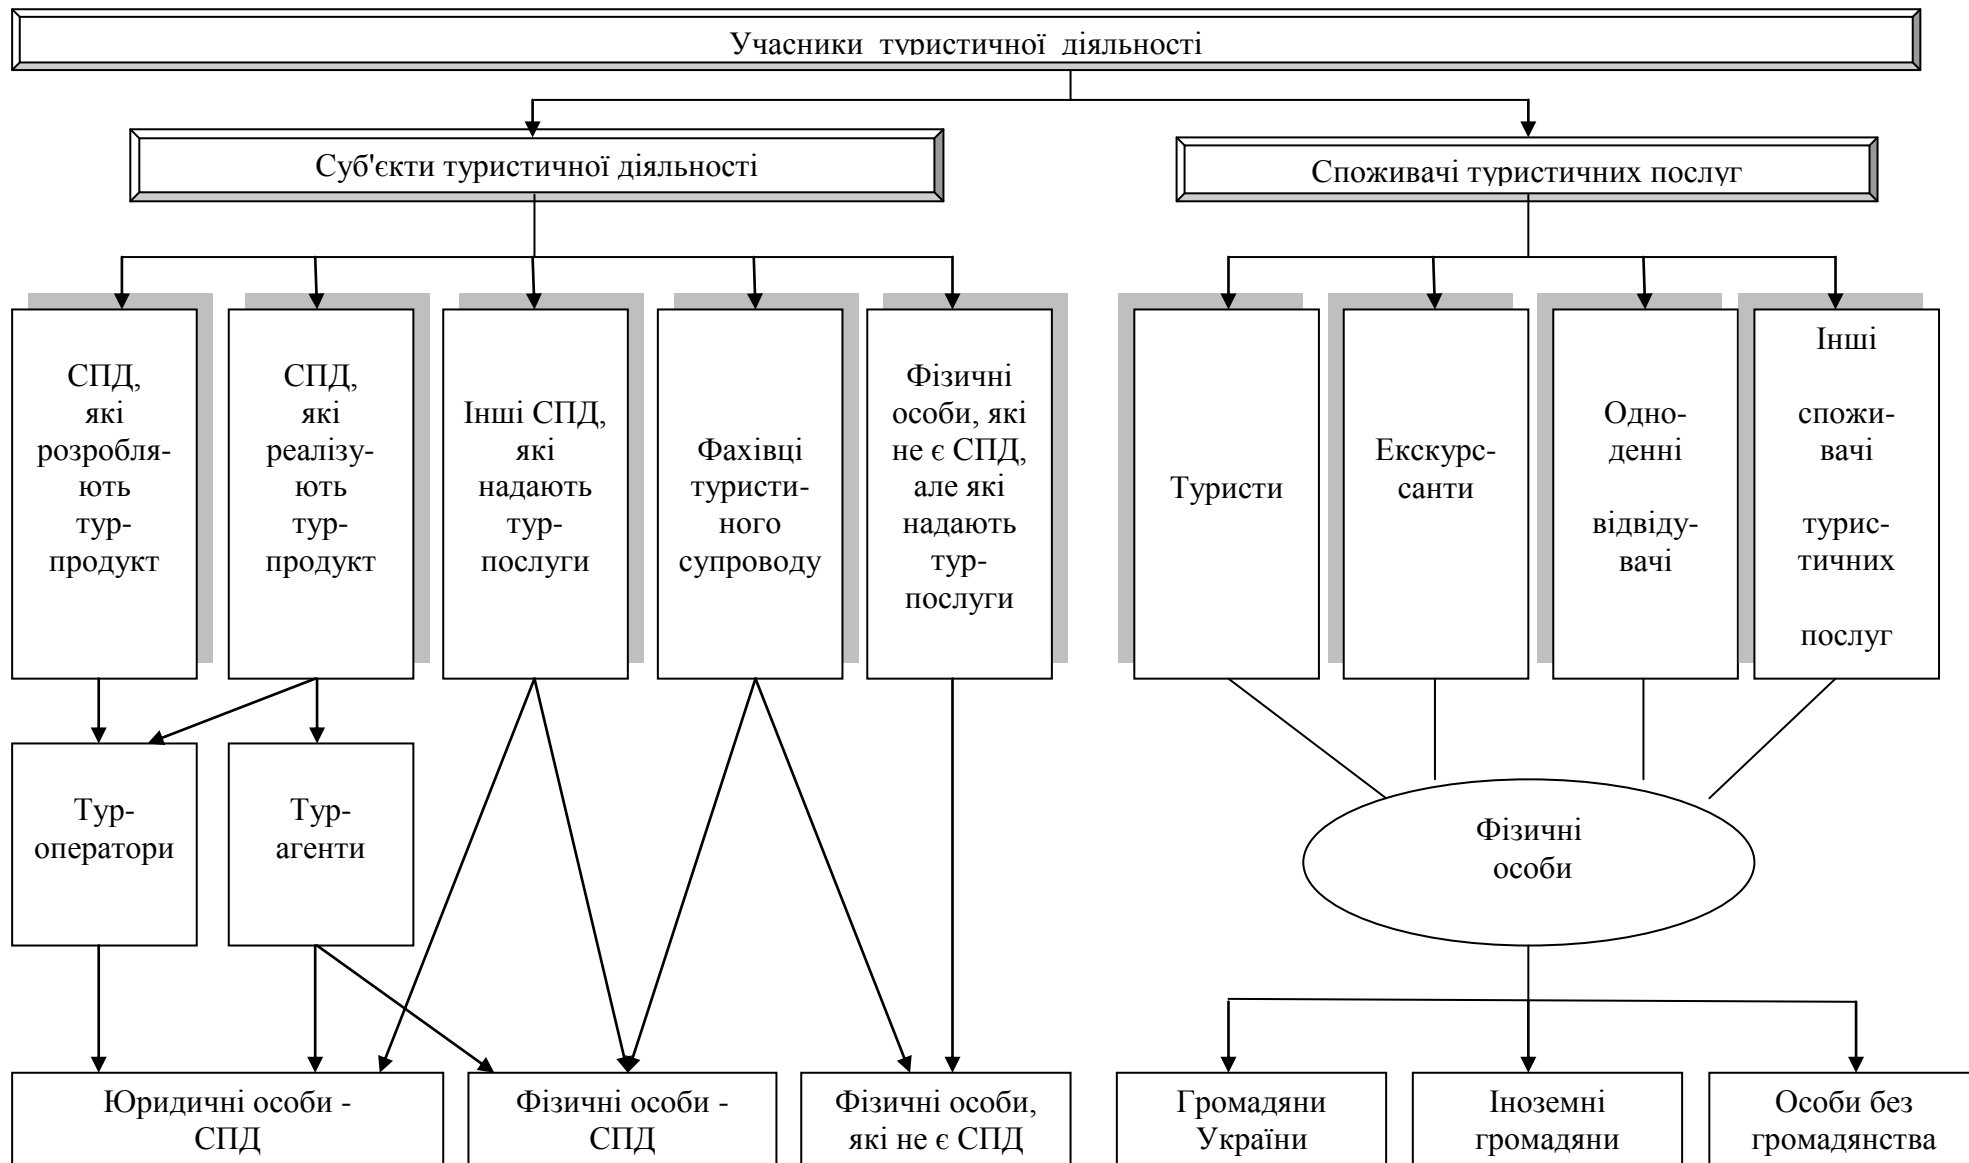 Учасники туристичної діяльності
Суб'єкти туристичної діяльності
Споживачі туристичних послуг
СПД,
які
розробля-
ють
тур-
продукт
СПД,
які
реалізу-
ють
тур-
продукт
Інші СПД,
які
надають
тур-
послуги
Фахівці
туристи-
ного
супроводу
Фізичні
особи, які
не є СПД,
але які
надають
тур-
послуги
Туристи
Екскурс-
санти
Одно-
денні
відвіду-
вачі
Інші
спожи-
вачі
турис-
тичних
послуг
Тур-
оператори
Тур-
агенти
Фізичні
особи
Юридичні особи -
СПД
Фізичні особи -
СПД
Фізичні особи,
які не є СПД
Громадяни
України
Іноземні
громадяни
Особи без
громадянства